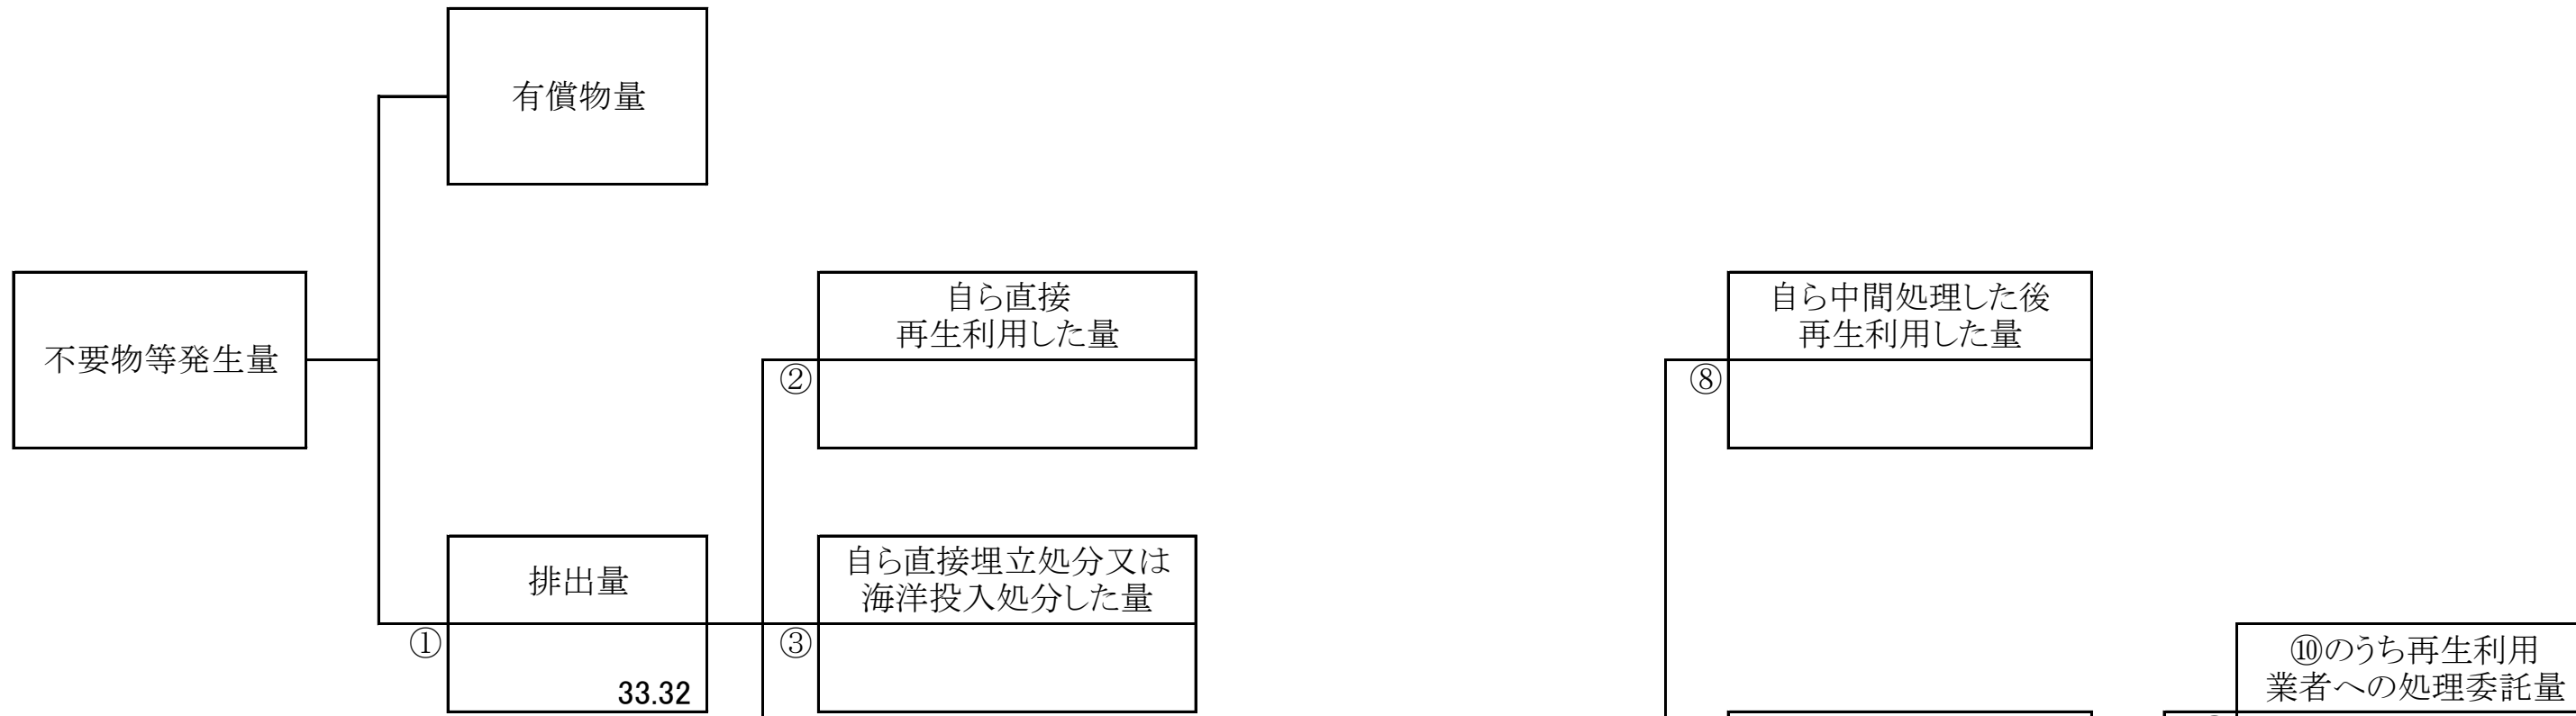 有償物量
不要物等発生量
自ら直接
再生利用した量
②
自ら中間処理した後
再生利用した量
⑧
排出量
①
33.32
自ら直接埋立処分又は
海洋投入処分した量
③
⑩のうち再生利用
業者への処理委託量